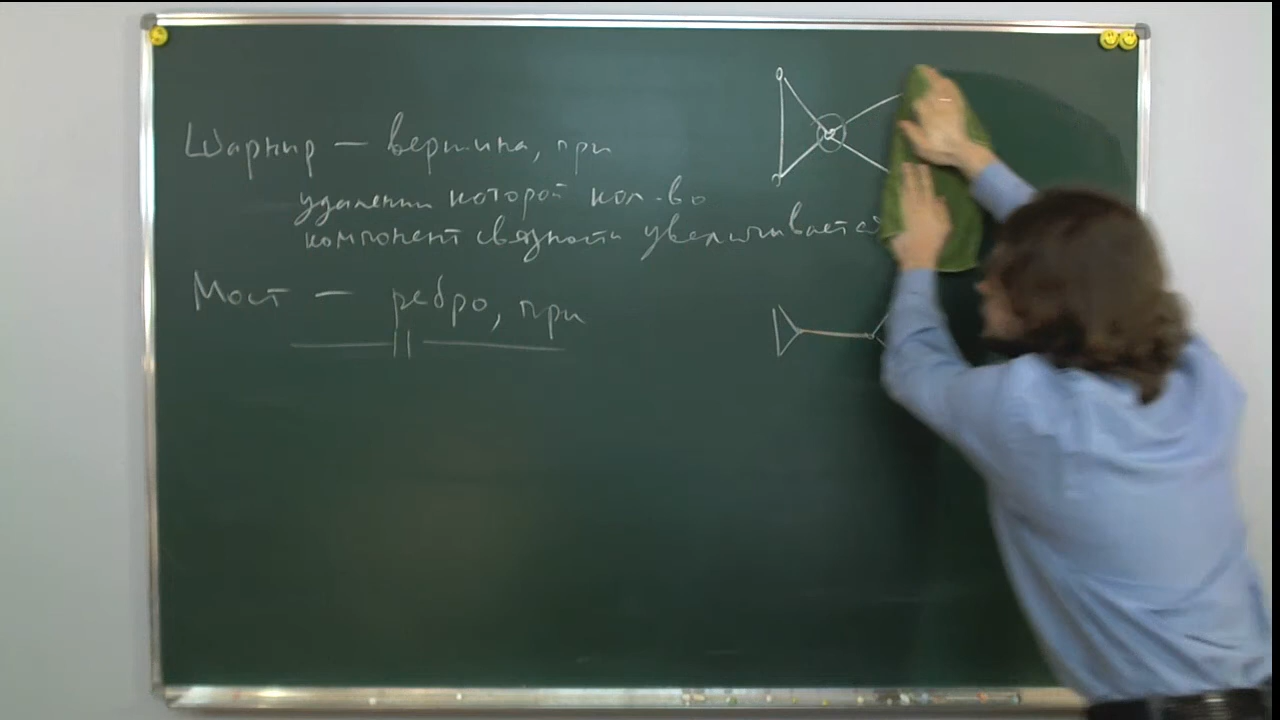 Шарнир — вершина, при
удалении которой кол-во
компонент связности увеличивается
Мост — ребро, при
—— || ——